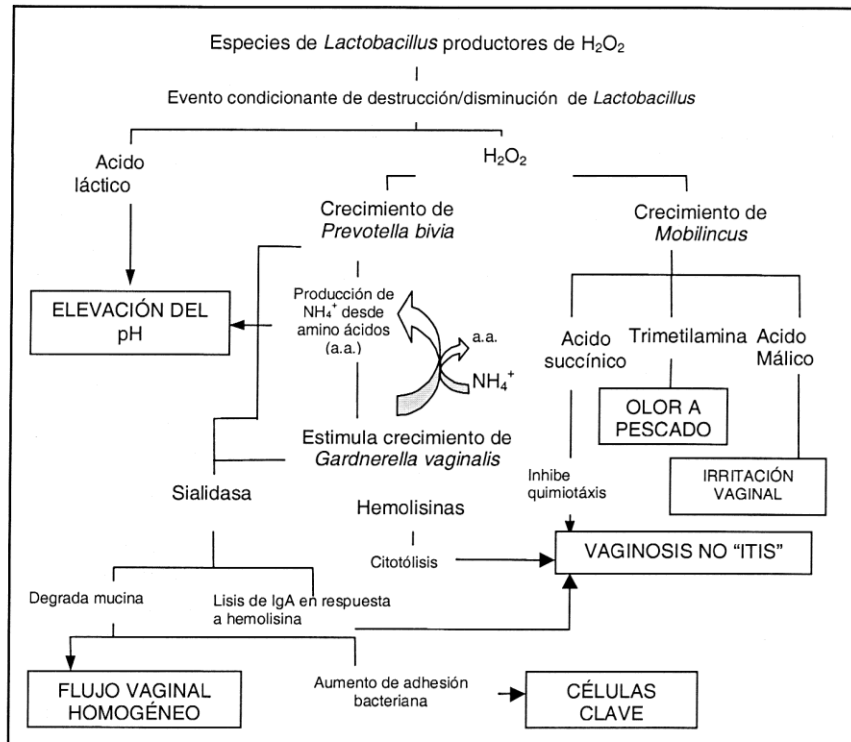 Especies de Lactobacillus productores de H₂O₂
Evento condicionante de destrucción/disminución de Lactobacillus
Acido
láctico
H₂O₂
Crecimiento de
Prevotella bivia
Crecimiento de
Mobilincus
ELEVACIÓN DEL
pH
Producción de
NH₄⁺ desde
amino ácidos
(a.a.)
a.a.
NH₄⁺
Acido
succínico
Trimetilamina
Acido
Málico
OLOR A
PESCADO
Estimula crecimiento de
Gardnerella vaginalis
Sialidasa
Hemolisinas
Inhibe
quimiotáxis
IRRITACIÓN
VAGINAL
Citotólisis
VAGINOSIS NO “ITIS”
Degrada mucina
Lisis de IgA en respuesta
a hemolisina
FLUJO VAGINAL
HOMOGÉNEO
Aumento de adhesión
bacteriana
CÉLULAS
CLAVE